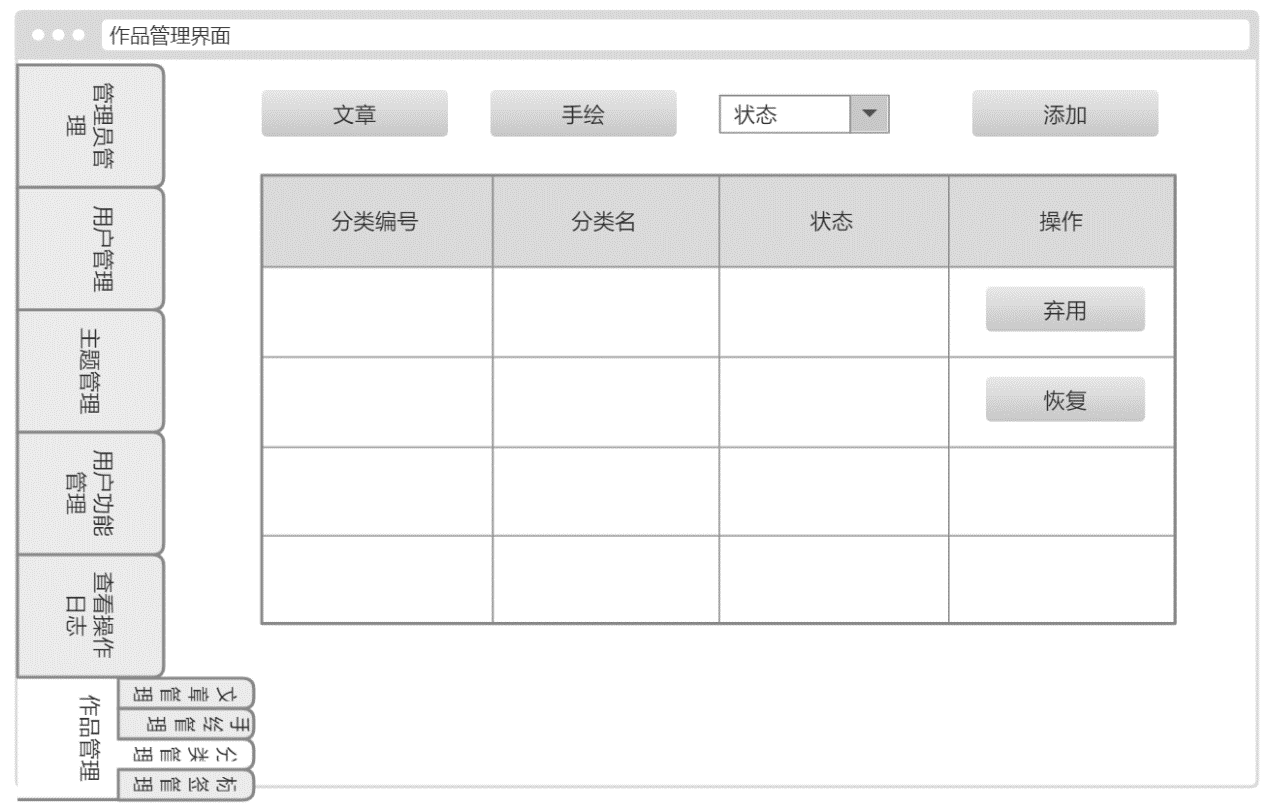 作品管理界面
文章
手绘
状态
添加
分类编号
分类名
状态
操作
弃用
恢复
管理员管
理
用户管理
主题管理
用户功能
管理
查看操作
日志
作品管理
文章管理
手绘管理
分类管理
标签管理